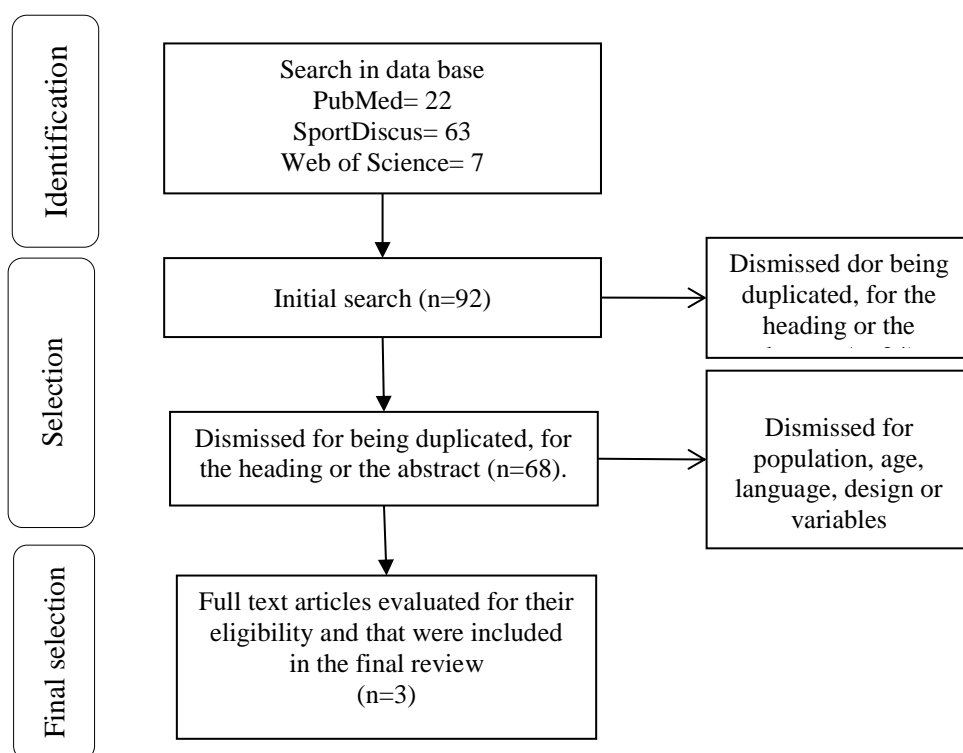 Identification
Search in data base
PubMed= 22
SportDiscus= 63
Web of Science= 7
Selection
Initial search (n=92)
Dismissed dor being
duplicated, for the
heading or the
Dismissed for being duplicated, for
the heading or the abstract (n=68).
Dismissed for
population, age,
language, design or
variables
Final selection
Full text articles evaluated for their
eligibility and that were included
in the final review
(n=3)